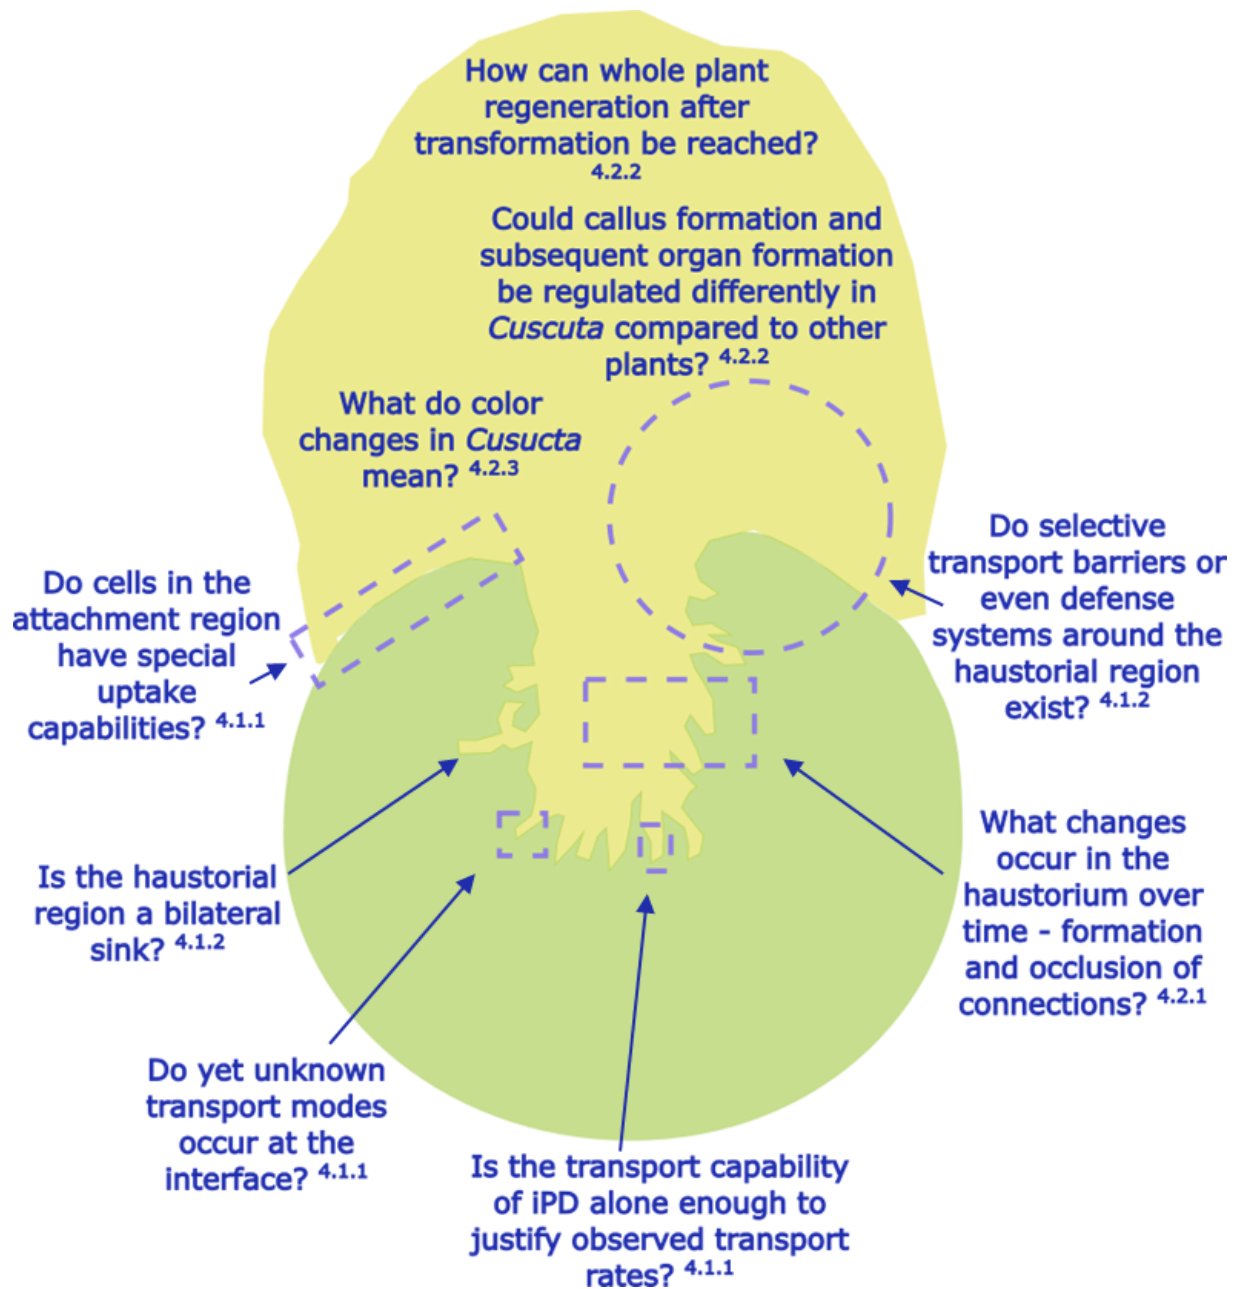 How can whole plant
regeneration after
transformation be reached?
4.2.2
Could callus formation and
subsequent organ formation
be regulated differently in
Cuscuta compared to other
plants? 4.2.2
What do color
changes in Cusucta
mean? 4.2.3
Do selective
transport barriers or
even defense
systems around the
haustorial region
exist? 4.1.2
Do cells in the
attachment region
have special
uptake
capabilities? 4.1.1
What changes
occur in the
haustorium over
time - formation
and occlusion of
connections? 4.2.1
Is the haustorial
region a bilateral
sink? 4.1.2
Do yet unknown
transport modes
occur at the
interface? 4.1.1
Is the transport capability
of iPD alone enough to
justify observed transport
rates? 4.1.1